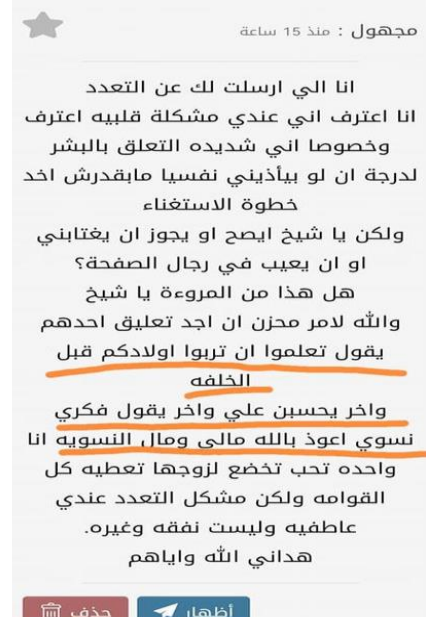 مجهول : منذ 15 ساعة
انا الي ارسلت لك عن التعدد
انا اعترف اني عندي مشكلة قلبيه اعترف
وخصوصا اني شديده التعلق بالبشر
لدرجة ان لو بيأذيني نفسيا مابقدرش اخد
خطوة الاستغناء
ولكن يا شيخ ايصح او يجوز ان يغتابني
او ان يعيب في رجال الصفحة؟
هل هذا من المروءة يا شيخ
والله لامر محزن ان اجد تعليق احدهم
يقول تعلموا ان تربوا اولادكم قبل
الخلفه
واخر يحسبن علي واخر يقول فكري
نسوي اعوذ بالله مالى ومال النسويه انا
واحده تحب تخضع لزوجها تعطيه كل
القوامه ولكن مشكل التعدد عندي
عاطفيه وليست نفقه وغيره.
هداني الله واياهم
أظهار حذف